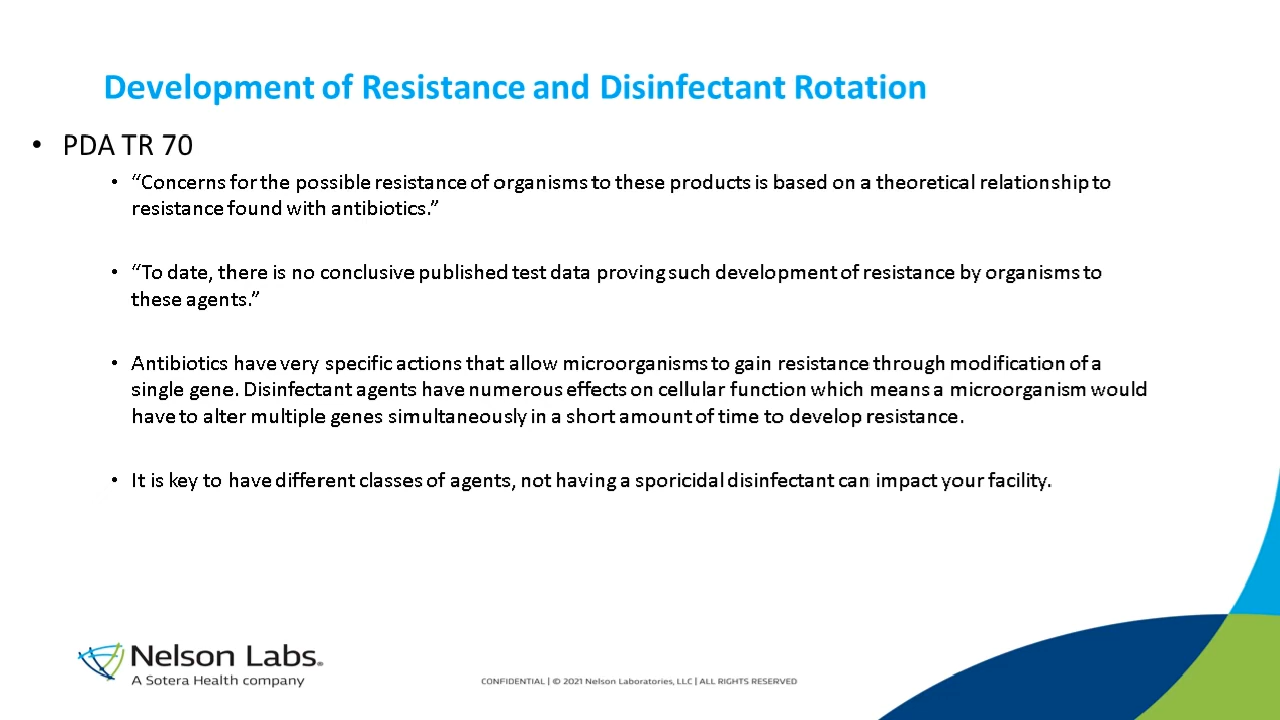 Development of Resistance and Disinfectant Rotation
• PDA TR 70
• “Concerns for the possible resistance of organisms to these products is based on a theoretical relationship to
resistance found with antibiotics.”
• “To date, there is no conclusive published test data proving such development of resistance by organisms to
these agents.”
• Antibiotics have very specific actions that allow microorganisms to gain resistance through modification of a
single gene. Disinfectant agents have numerous effects on cellular function which means a microorganism would
have to alter multiple genes simultaneously in a short amount of time to develop resistance.
• It is key to have different classes of agents, not having a sporicidal disinfectant can impact your facility.
Nelson Labs®
A Sotera Health company
CONFIDENTIAL | © 2021 Nelson Laboratories, LLC | ALL RIGHTS RESERVED